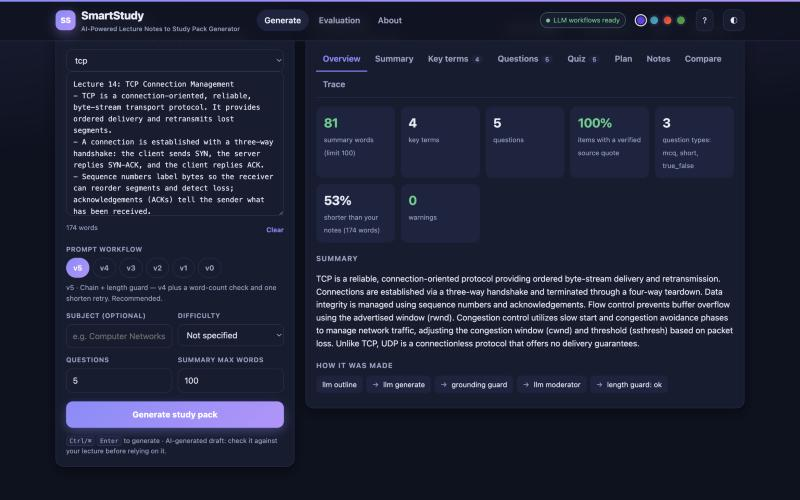 SS
SmartStudy
AI-Powered Lecture Notes to Study Pack Generator
Generate
Evaluation
About
LLM workflows ready
?
tcp
Lecture 14: TCP Connection Management
– TCP is a connection-oriented, reliable,
byte-stream transport protocol. It provides
ordered delivery and retransmits lost
segments.
– A connection is established with a three-way
handshake: the client sends SYN, the server
replies SYN-ACK, and the client replies ACK.
– Sequence numbers label bytes so the receiver
can reorder segments and detect loss;
acknowledgements (ACKs) tell the sender what
has been received.
174 words
Clear
PROMPT WORKFLOW
v5
v4
v3
v2
v1
v0
v5 · Chain + length guard — v4 plus a word-count check and one
shorten retry. Recommended.
SUBJECT (OPTIONAL)
DIFFICULTY
e.g. Computer Networks
Not specified
QUESTIONS
SUMMARY MAX WORDS
5
100
Generate study pack
Ctrl/⌘ Enter to generate · AI-generated draft: check it against
your lecture before relying on it.
Overview
Summary
Key terms 4
Questions 5
Quiz 5
Plan
Notes
Compare
Trace
81
summary words
(limit 100)
4
key terms
5
questions
100%
items with a verified
source quote
3
question types:
mcq, short,
true_false
53%
shorter than your
notes (174 words)
0
warnings
SUMMARY
TCP is a reliable, connection-oriented protocol providing ordered byte-stream delivery and retransmission.
Connections are established via a three-way handshake and terminated through a four-way teardown. Data
integrity is managed using sequence numbers and acknowledgements. Flow control prevents buffer overflow
using the advertised window (rwnd). Congestion control utilizes slow start and congestion avoidance phases
to manage network traffic, adjusting the congestion window (cwnd) and threshold (ssthresh) based on packet
loss. Unlike TCP, UDP is a connectionless protocol that offers no delivery guarantees.
HOW IT WAS MADE
llm outline
→ llm generate
→ grounding guard
→ llm moderator
→ length guard: ok